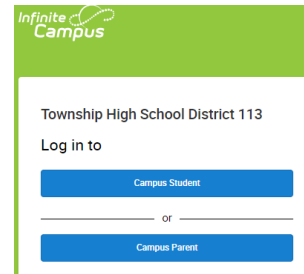 Infinite
Campus
Township High School District 113
Log in to
Campus Student
or
Campus Parent